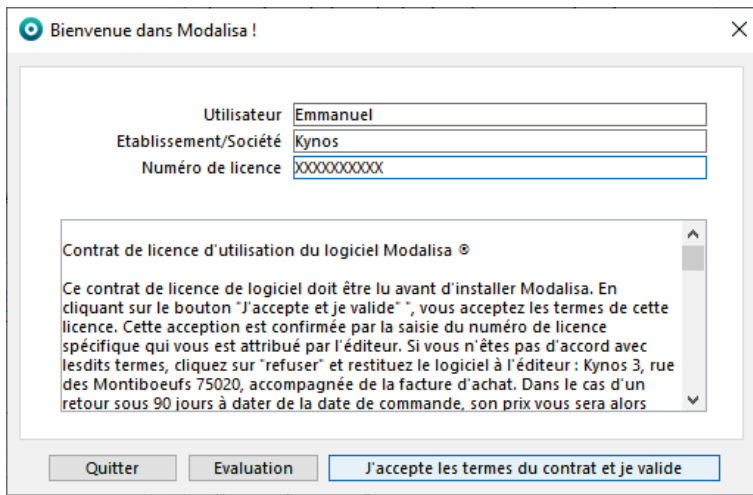 Bienvenue dans Modalisa !
Utilisateur Emmanuel
Etablissement/Société Kynos
Numéro de licence XXXXXXXXXX
Contrat de licence d'utilisation du logiciel Modalisa ®
Ce contrat de licence de logiciel doit être lu avant d'installer Modalisa. En
cliquant sur le bouton "J'accepte et je valide" ", vous acceptez les termes de cette
licence. Cette acception est confirmée par la saisie du numéro de licence
spécifique qui vous est attribué par l'éditeur. Si vous n'êtes pas d'accord avec
lesdits termes, cliquez sur "refuser" et restituez le logiciel à l'éditeur : Kynos 3, rue
des Montiboeufs 75020, accompagnée de la facture d'achat. Dans le cas d'un
retour sous 90 jours à dater de la date de commande, son prix vous sera alors
Quitter Evaluation J'accepte les termes du contrat et je valide